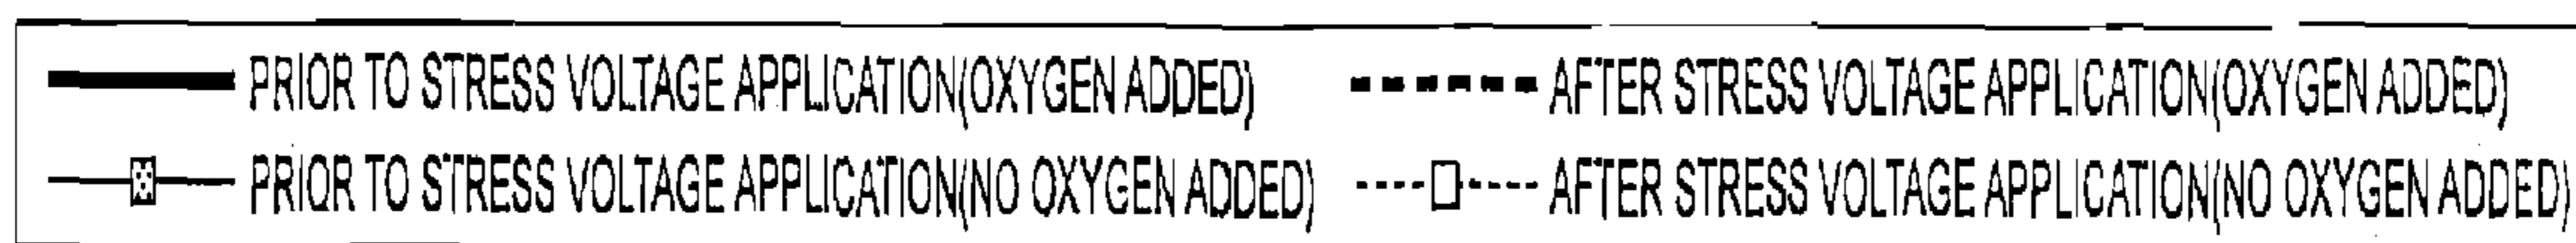 PRIOR TO STRESS VOLTAGE APPLICATION(OXYGEN ADDED) AFTER STRESS VOLTAGE APPLICATION(OXYGEN ADDED)
PRIOR TO STRESS VOLTAGE APPLICATION(NO OXYGEN ADDED) AFTER STRESS VOLTAGE APPLICATION(NO OXYGEN ADDED)